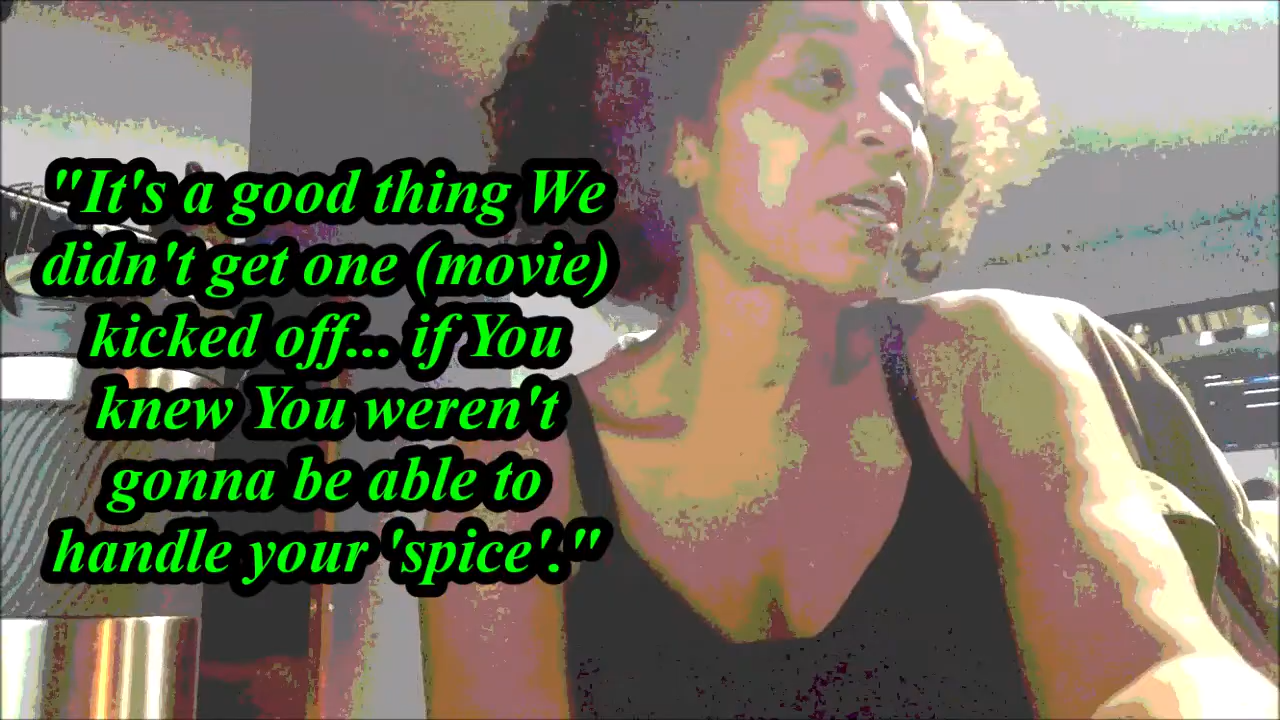 "It's a good thing We
didn't get one (movie)
kicked off... if You
knew You weren't
gonna be able to
handle your 'spice'."